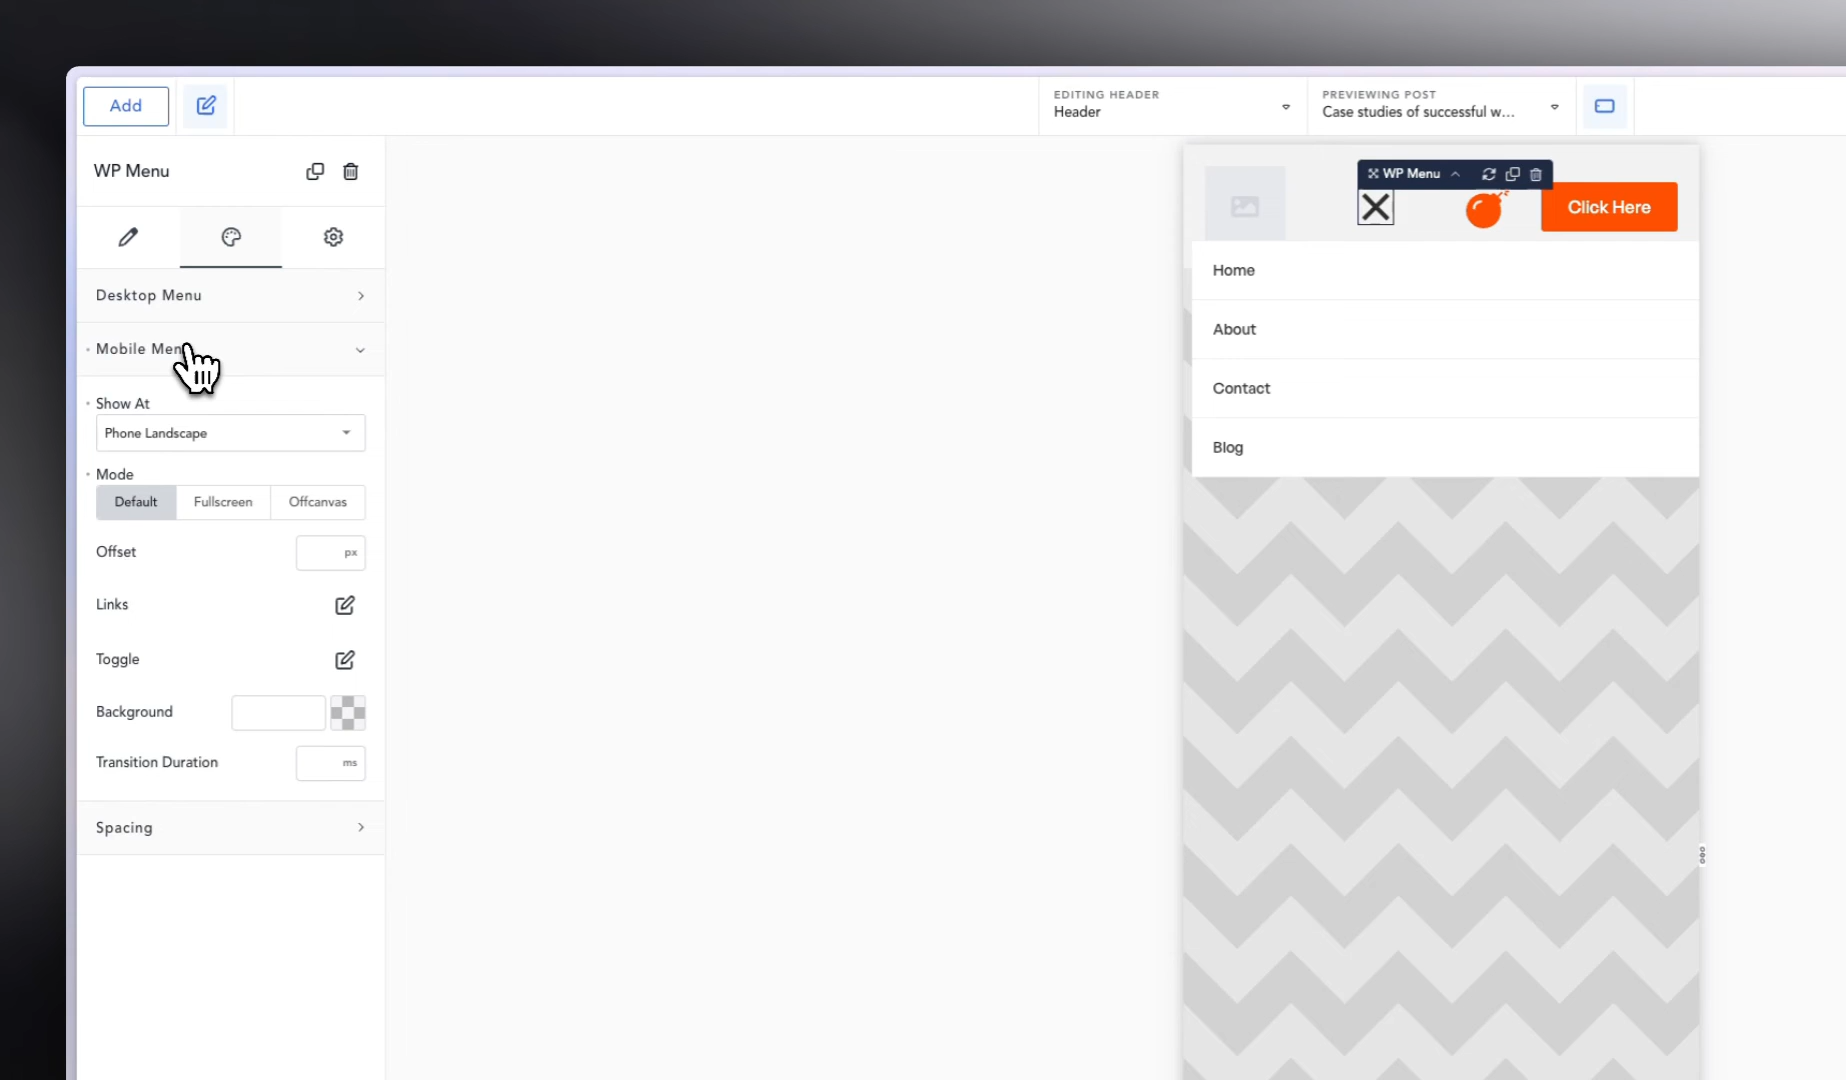 Add
EDITING HEADER
Header
PREVIEWING POST
Case studies of successful w...
WP Menu
WP Menu
Click Here
Desktop Menu
Mobile Men
Show At
Phone Landscape
Mode
Default
Fullscreen
Offcanvas
Offset
px
Links
Toggle
Background
Transition Duration
ms
Spacing
Home
About
Contact
Blog